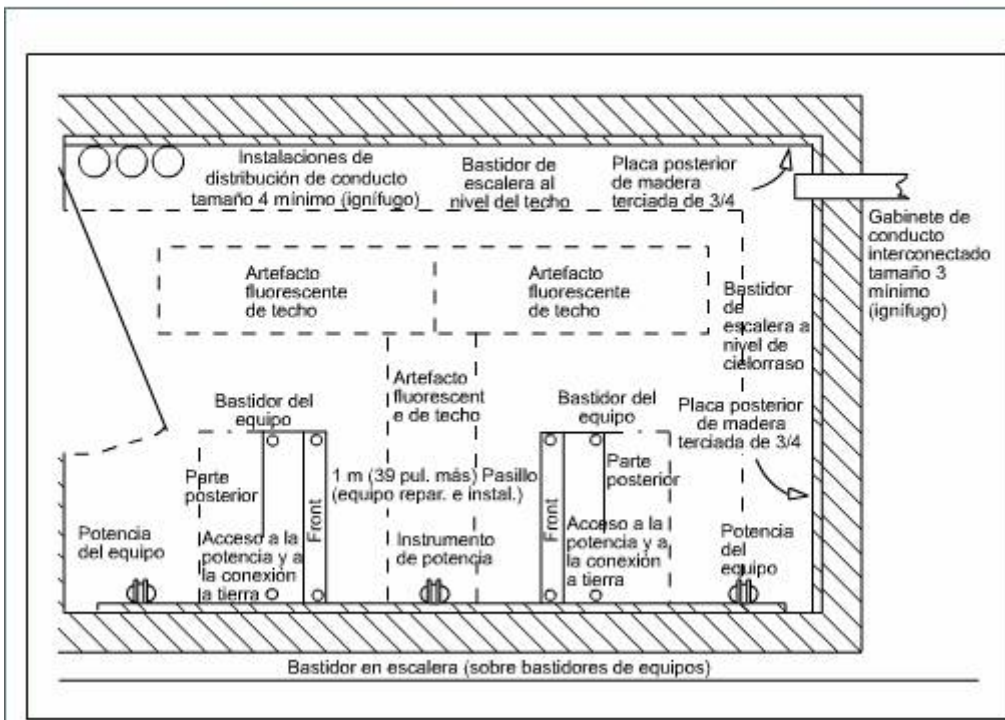 Instalaciones de
distribución de conducto
tamaño 4 mínimo (ignífugo)
Bastidor de
escalera al
nivel del techo
Placa posterior
de madera
terciada de 3/4
Gabinete de
conducto
interconectado
tamaño 3
mínimo
(ignífugo)
Artefacto
fluorescente
de techo
Artefacto
fluorescente
de techo
Bastidor
de
escalera a
nivel de
cielorraso
Artefacto
fluorescent
e de techo
Bastidor del
equipo
Bastidor del
equipo
Placa posterior
de madera
terciada de 3/4
Parte
posterior
1 m (39 pul. más) Pasillo
(equipo repar. e instal.)
Parte
posterior
Front
Front
Potencia
del equipo
Acceso a la
potencia y a
la conexión
a tierra
Instrumento
de potencia
Acceso a la
potencia y a
la conexión
a tierra
Potencia
del
equipo
Bastidor en escalera (sobre bastidores de equipos)